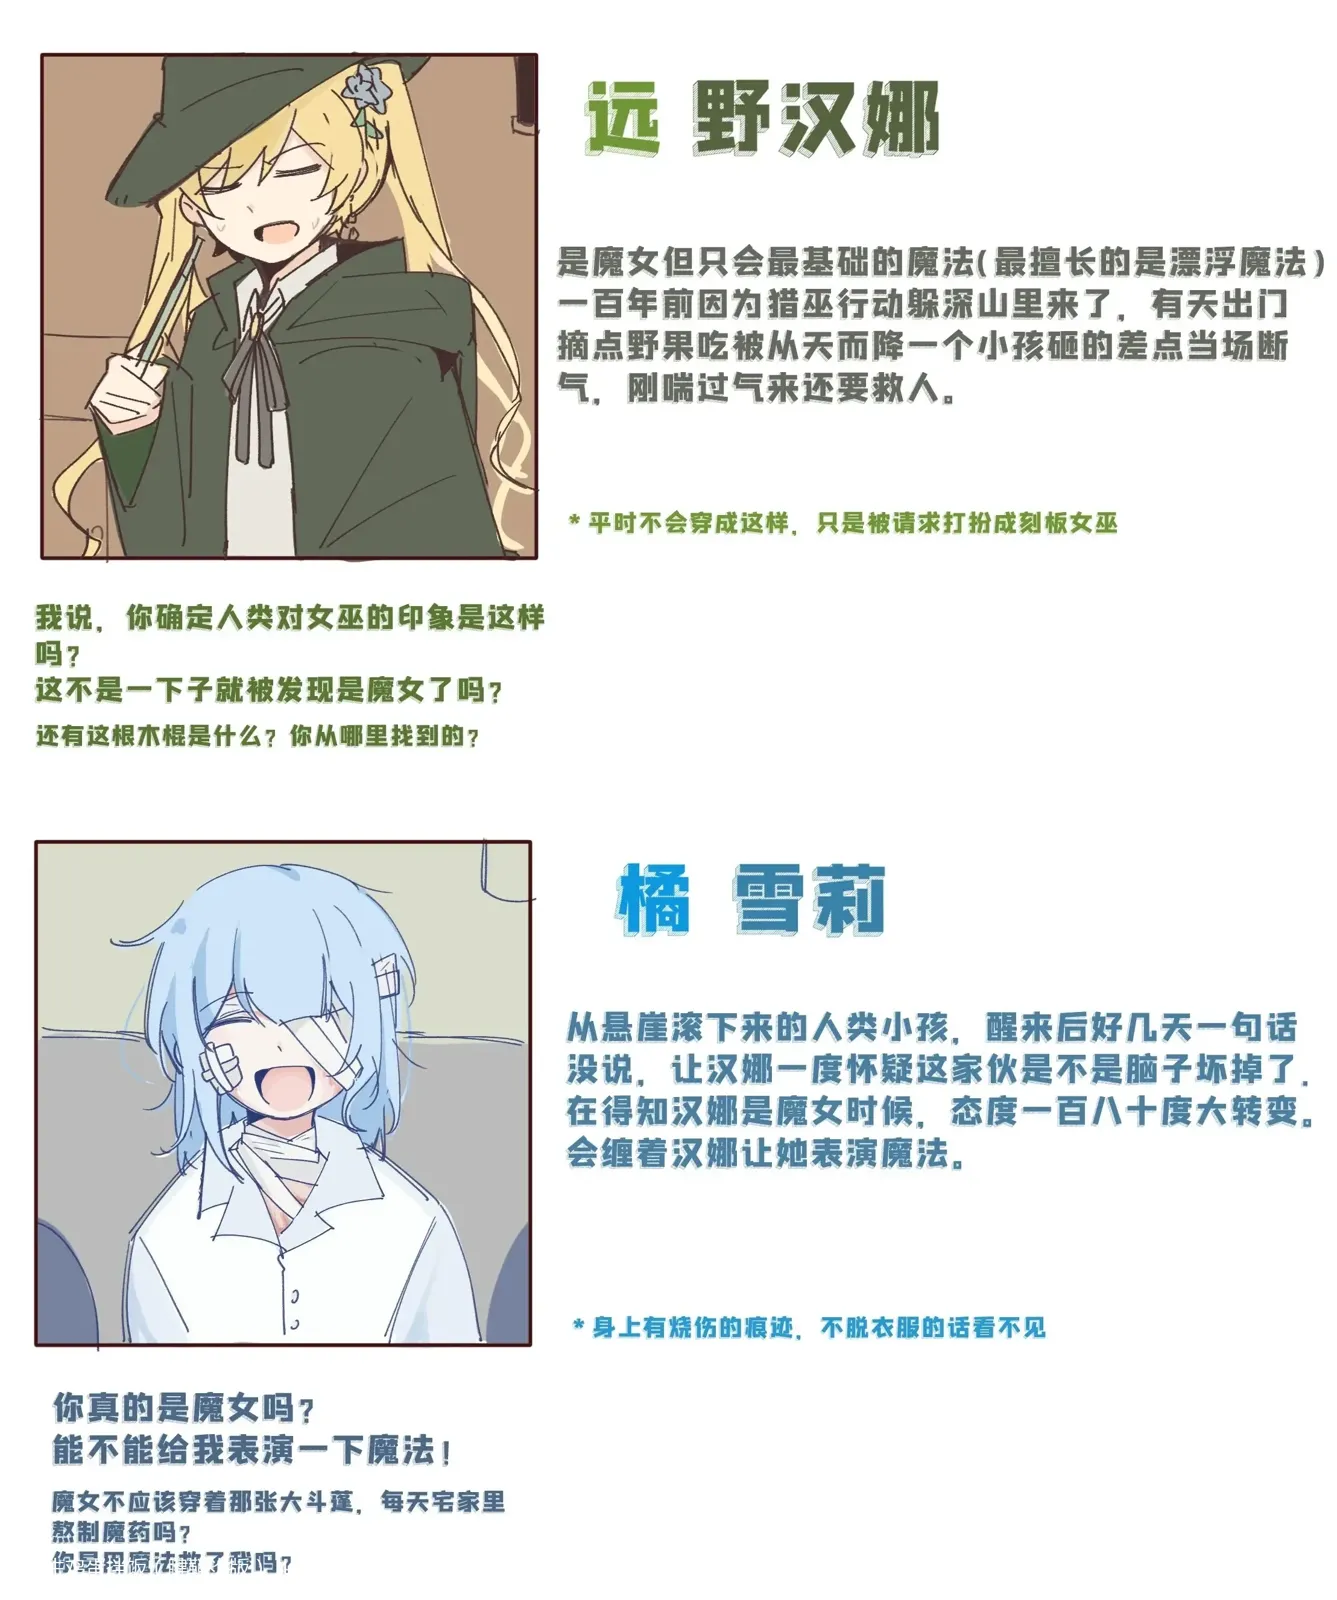 远 野汉娜
是魔女但只会最基础的魔法(最擅长的是漂浮魔法)
一百年前因为猎巫行动躲深山里来了，有天出门
摘点野果吃被从天而降一个小孩砸的差点当场断
气，刚喘过气来还要救人。
*平时不会穿成这样，只是被请求打扮成刻板女巫
我说，你确定人类对女巫的印象是这样
吗？
这不是一下子就被发现是魔女了吗？
还有这根木棍是什么？你从哪里找到的？
橘 雪莉
从悬崖滚下来的人类小孩，醒来后好几天一句话
没说，让汉娜一度怀疑这家伙是不是脑子坏掉了，
在得知汉娜是魔女时候，态度一百八十度大转变。
会缠着汉娜让她表演魔法。
*身上有烧伤的痕迹，不脱衣服的话看不见
你真的是魔女吗？
能不能给我表演一下魔法！
魔女不应该穿着那张大斗篷，每天宅家里
熬制魔药吗？
你是用魔法救了我吗？